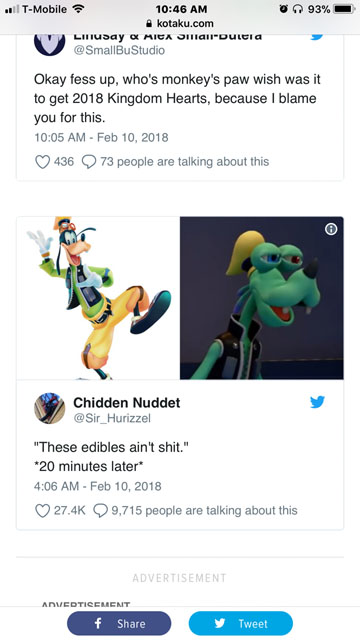 T-Mobile 10:46 AM 93%
kotaku.com
Lindsay & Alex Small-Butera
@SmallBuStudio
Okay fess up, who's monkey's paw wish was it
to get 2018 Kingdom Hearts, because I blame
you for this.
10:05 AM - Feb 10, 2018
436 73 people are talking about this
Chidden Nuddet
@Sir_Hurizzel
"These edibles ain't shit."
*20 minutes later*
4:06 AM - Feb 10, 2018
27.4K 9,715 people are talking about this
ADVERTISEMENT
ADVERTISEMENT
Share Tweet